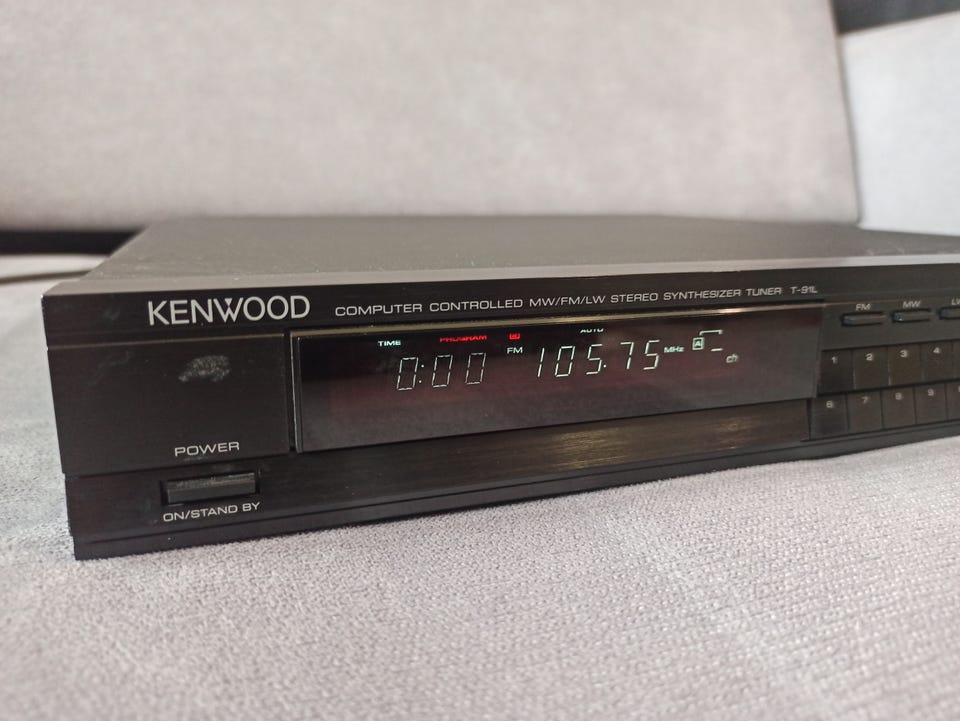 KENWOOD
COMPUTER CONTROLLED MW/FM/LW STEREO SYNTHESIZER TUNER T-91L
FM MW
TIME PROGRAM AUTO
0:00 FM 105.75 MHz A ch
1 2 3 4
6 7 8 9
POWER
ON/STAND BY